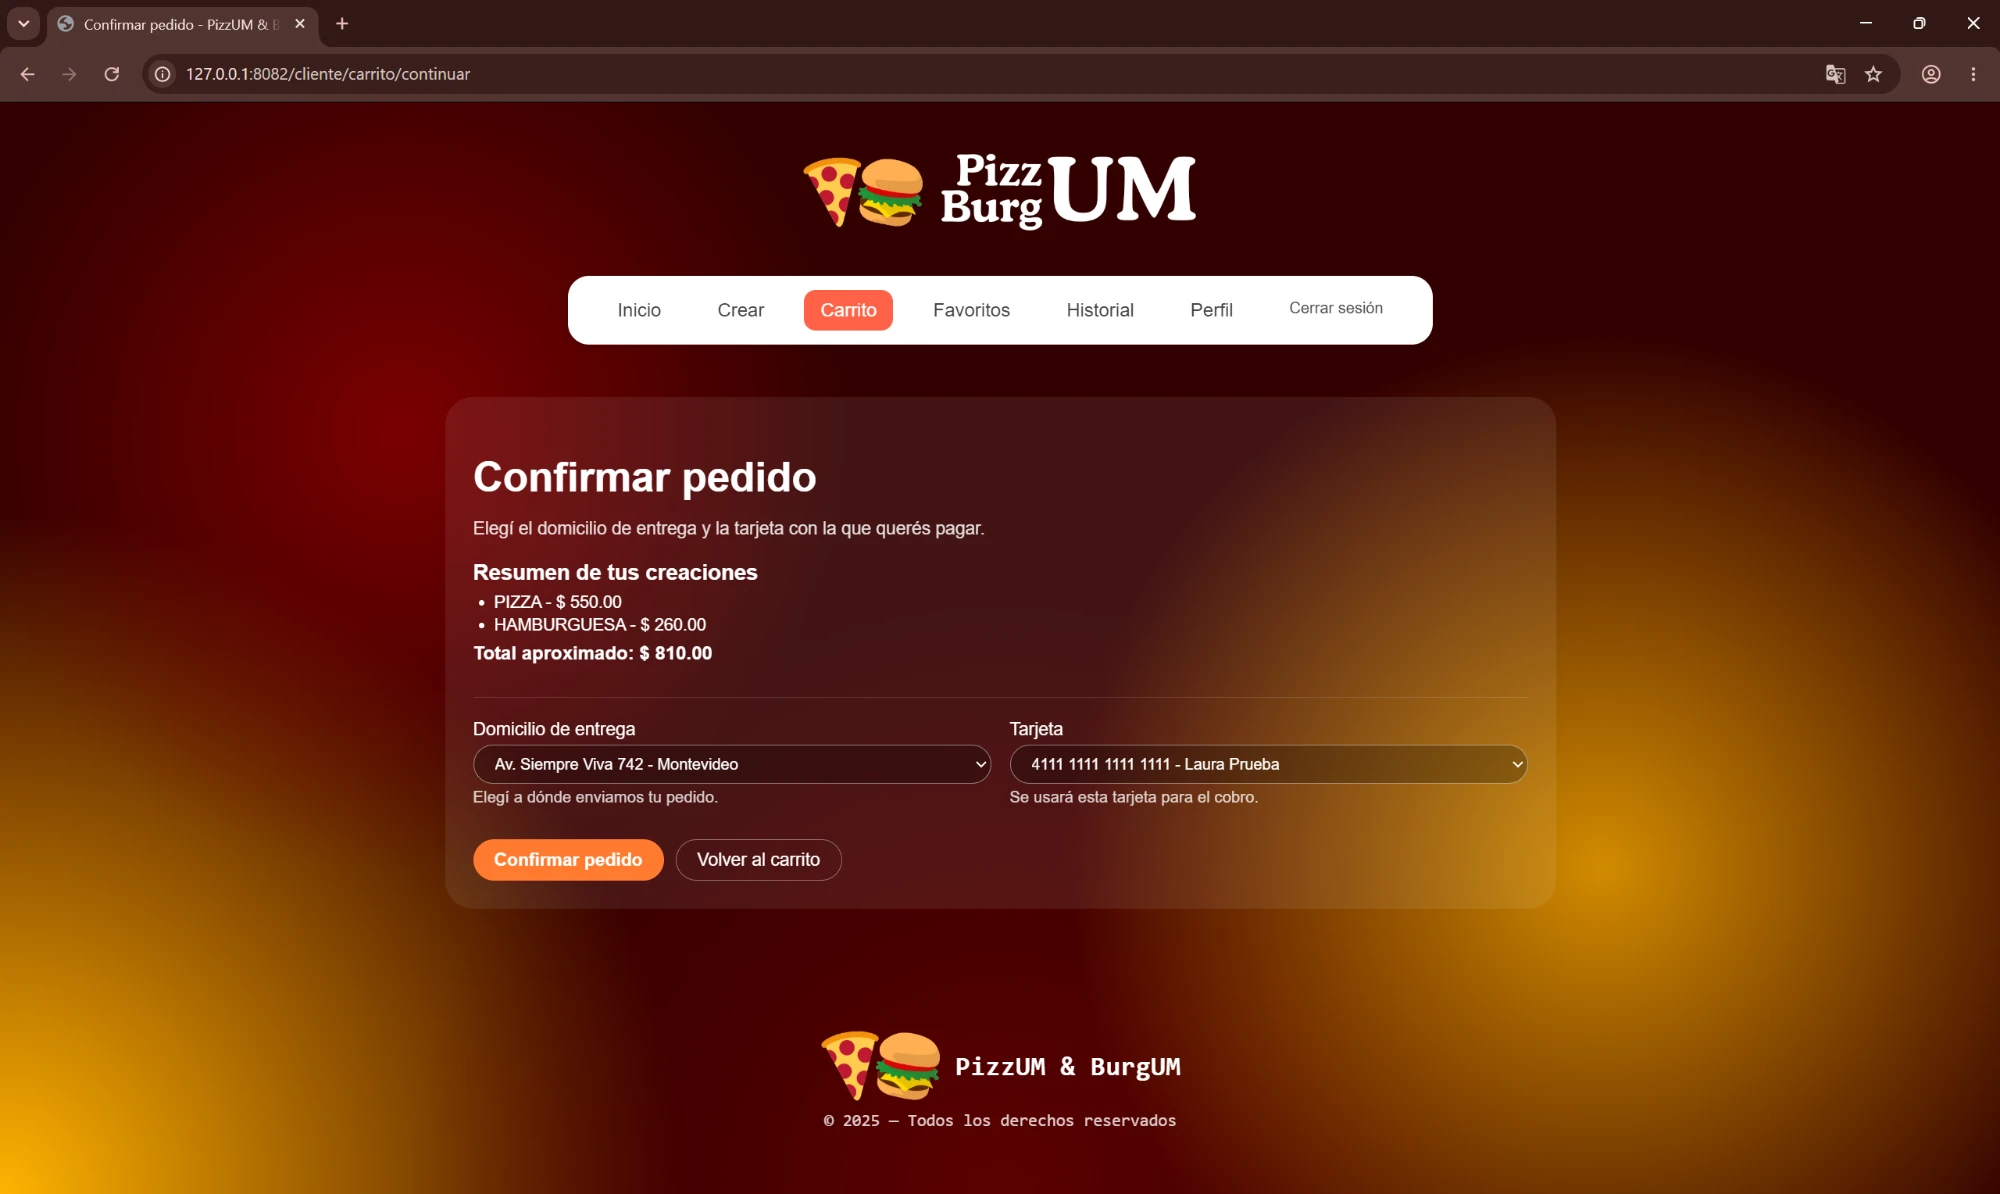 Confirmar pedido - PizzUM & B
127.0.0.1:8082/cliente/carrito/continuar
Pizz
Burg
UM
Inicio
Crear
Carrito
Favoritos
Historial
Perfil
Cerrar sesión
Confirmar pedido
Elegí el domicilio de entrega y la tarjeta con la que querés pagar.
Resumen de tus creaciones
• PIZZA - $ 550.00
• HAMBURGUESA - $ 260.00
Total aproximado: $ 810.00
Domicilio de entrega
Av. Siempre Viva 742 - Montevideo
Elegí a dónde enviamos tu pedido.
Tarjeta
4111 1111 1111 1111 - Laura Prueba
Se usará esta tarjeta para el cobro.
Confirmar pedido
Volver al carrito
PizzUM & BurgUM
© 2025 — Todos los derechos reservados